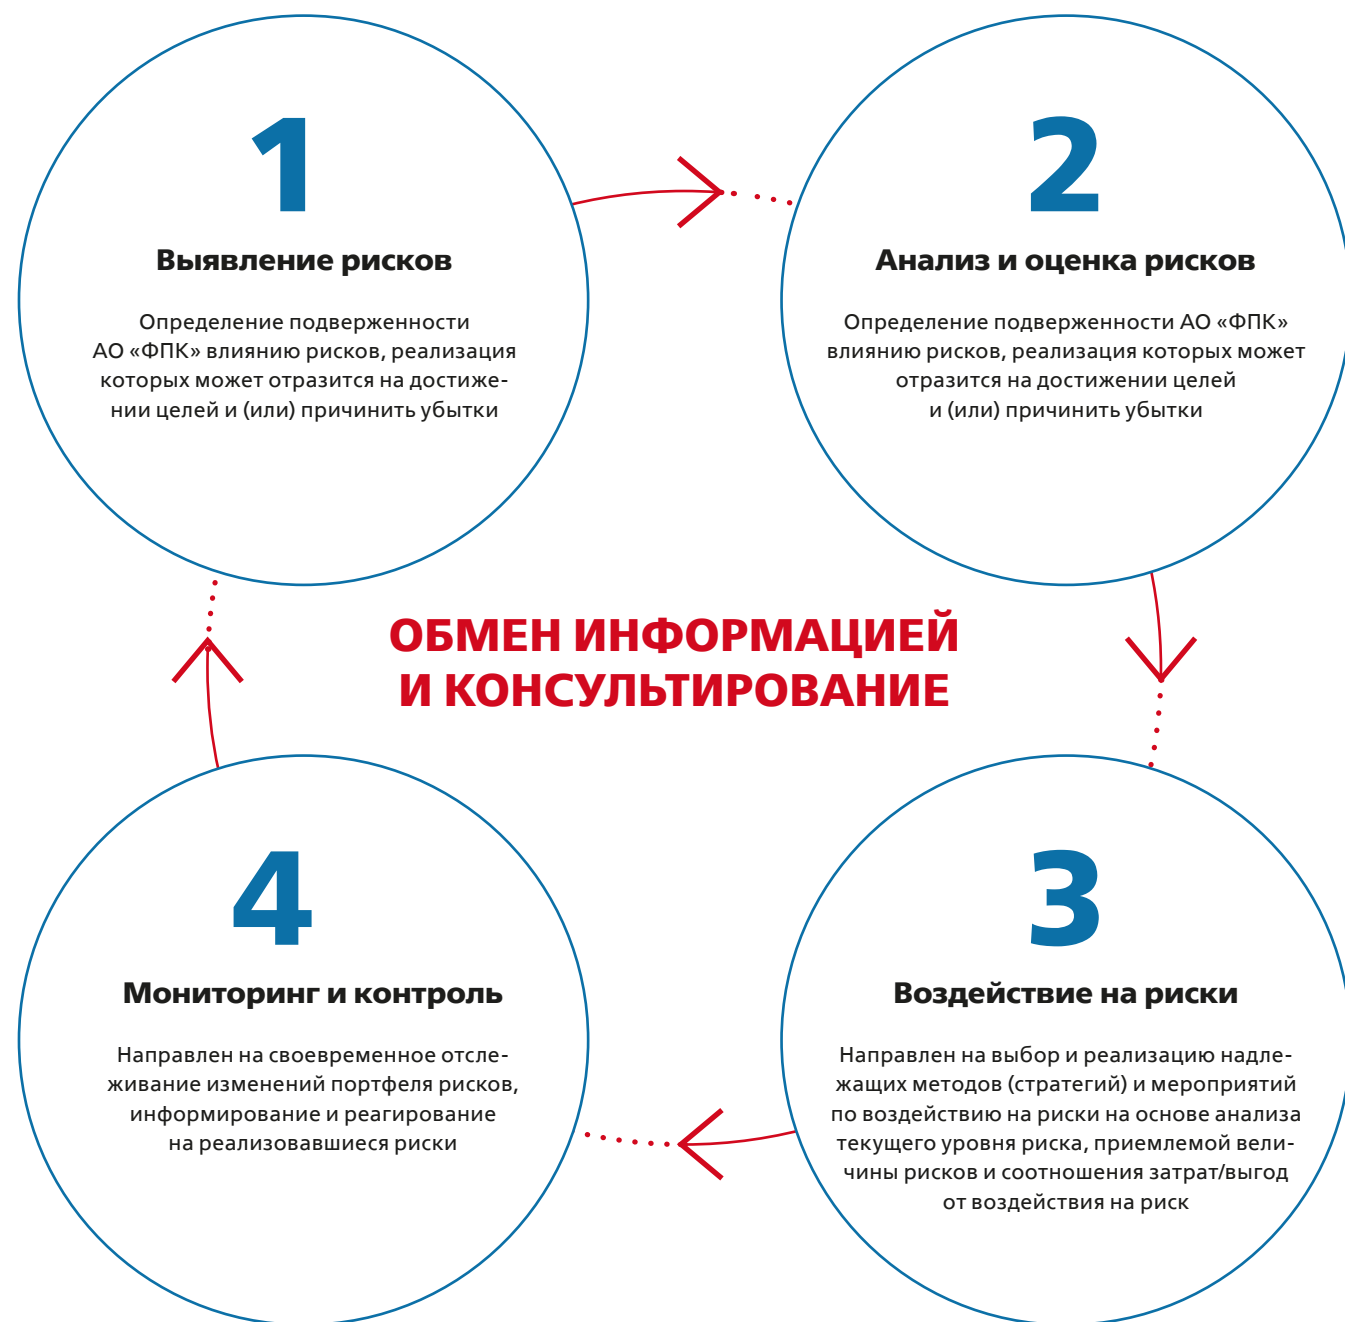 1
Выявление рисков
Определение подверженности
АО «ФПК» влиянию рисков, реализация
которых может отразится на достиже-
нии целей и (или) причинить убытки
2
Анализ и оценка рисков
Определение подверженности АО «ФПК»
влиянию рисков, реализация которых может
отразится на достижении целей
и (или) причинить убытки
ОБМЕН ИНФОРМАЦИЕЙ
И КОНСУЛЬТИРОВАНИЕ
4
Мониторинг и контроль
Направлен на своевременное отсле-
живание изменений портфеля рисков,
информирование и реагирование
на реализовавшиеся риски
3
Воздействие на риски
Направлен на выбор и реализацию надле-
жащих методов (стратегий) и мероприятий
по воздействию на риски на основе анализа
текущего уровня риска, приемлемой вели-
чины рисков и соотношения затрат/выгод
от воздействия на риск